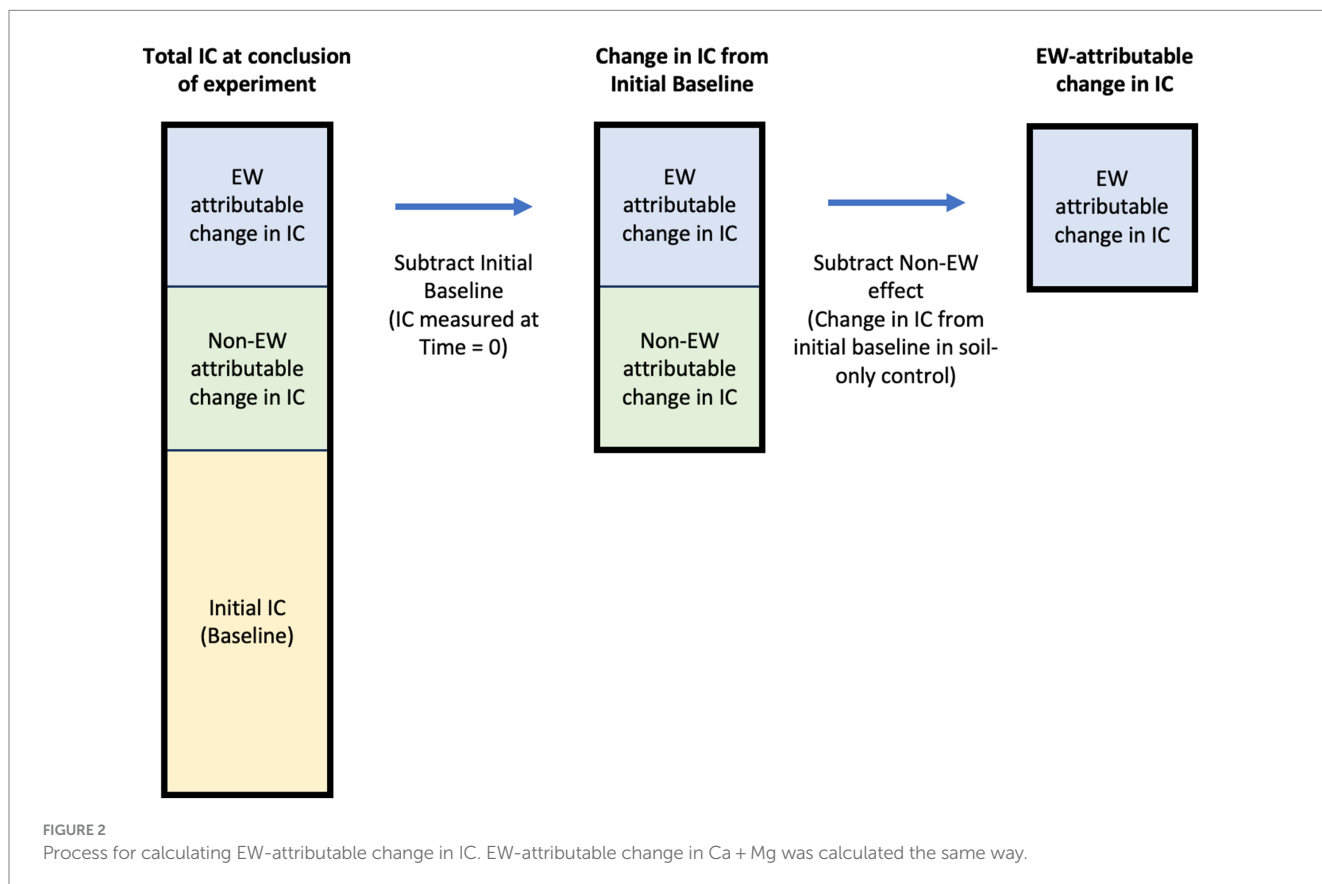 Total IC at conclusion
of experiment
EW
attributable
change in IC
Non-EW
attributable
change in IC
Initial IC
(Baseline)
Subtract Initial
Baseline
(IC measured at
Time = 0)
Change in IC from
Initial Baseline
EW
attributable
change in IC
Non-EW
attributable
change in IC
Subtract Non-EW
effect
(Change in IC from
initial baseline in soil-
only control)
EW-attributable
change in IC
EW
attributable
change in IC
FIGURE 2
Process for calculating EW-attributable change in IC. EW-attributable change in Ca + Mg was calculated the same way.